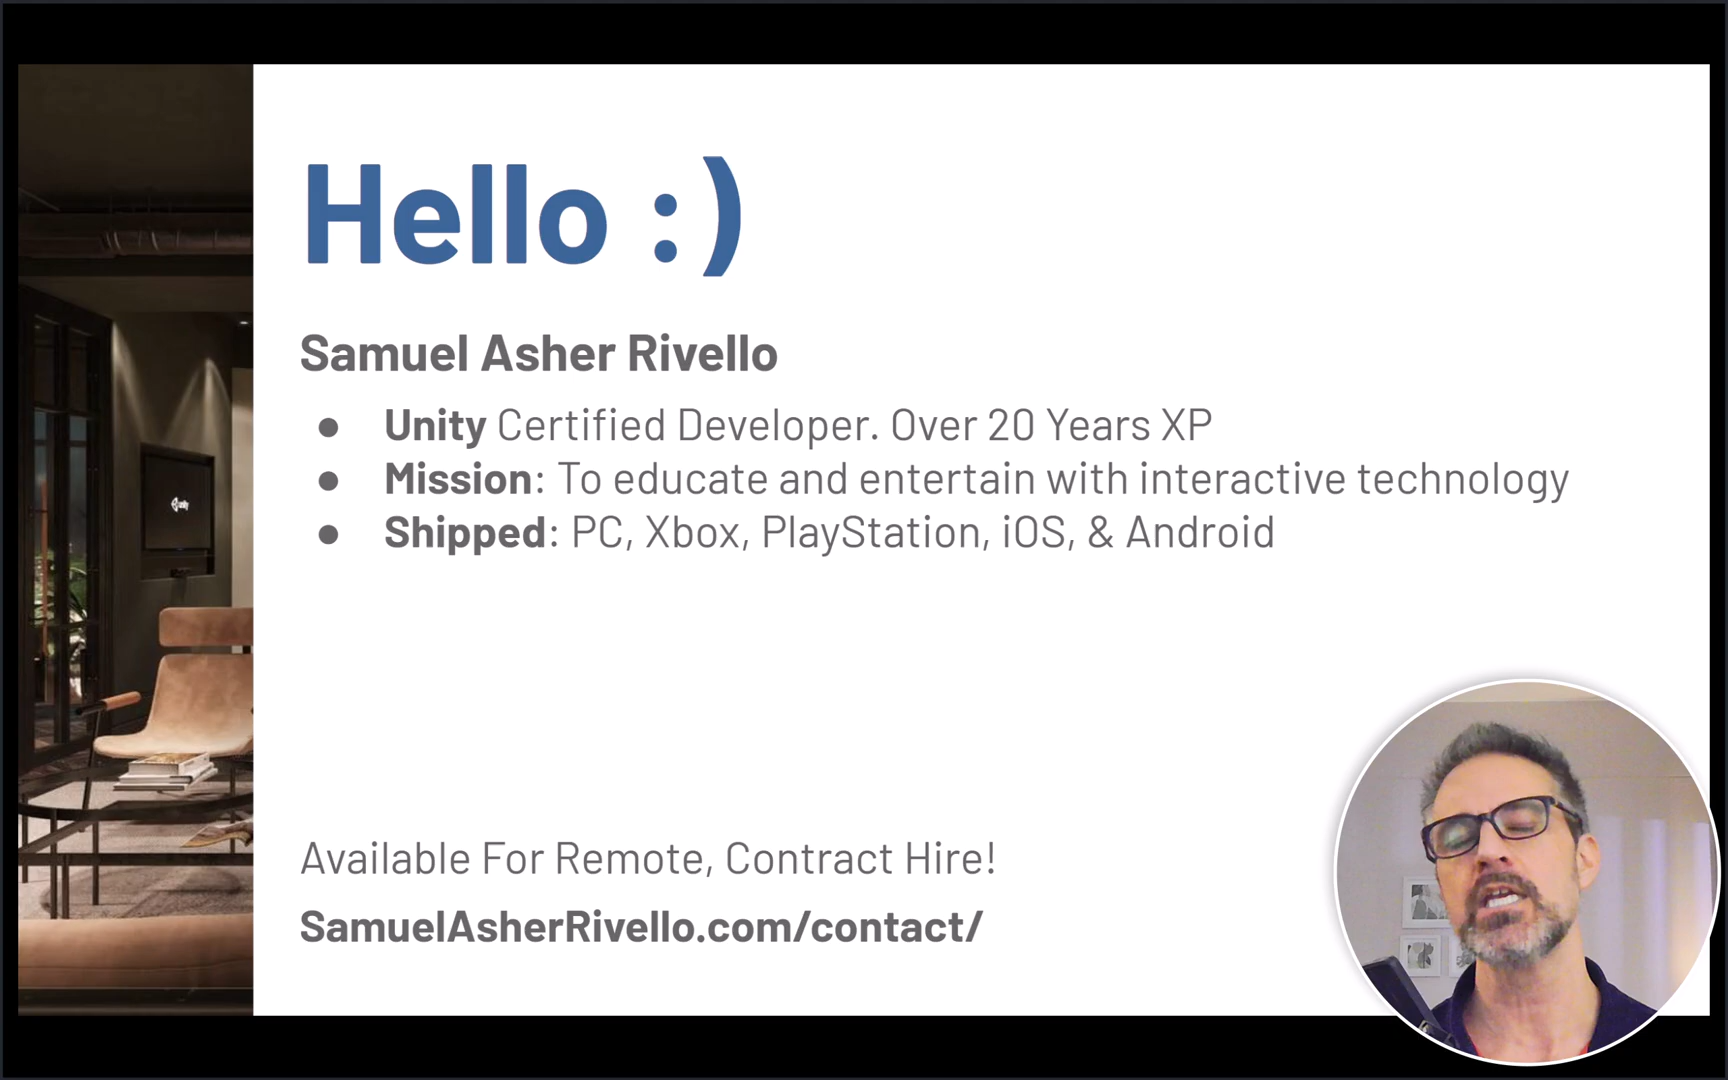 Hello :)
Samuel Asher Rivello
● Unity Certified Developer. Over 20 Years XP
● Mission: To educate and entertain with interactive technology
● Shipped: PC, Xbox, PlayStation, iOS, & Android
unity
Available For Remote, Contract Hire!
SamuelAsherRivello.com/contact/